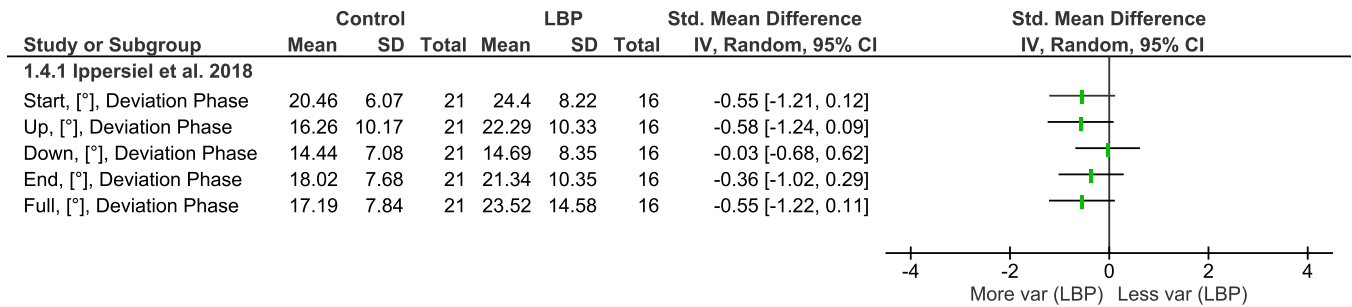 Control LBP Std. Mean Difference Std. Mean Difference
Study or Subgroup Mean SD Total Mean SD Total IV, Random, 95% CI IV, Random, 95% CI
1.4.1 Ippersiel et al. 2018
Start, [°], Deviation Phase 20.46 6.07 21 24.4 8.22 16 -0.55 [-1.21, 0.12]
Up, [°], Deviation Phase 16.26 10.17 21 22.29 10.33 16 -0.58 [-1.24, 0.09]
Down, [°], Deviation Phase 14.44 7.08 21 14.69 8.35 16 -0.03 [-0.68, 0.62]
End, [°], Deviation Phase 18.02 7.68 21 21.34 10.35 16 -0.36 [-1.02, 0.29]
Full, [°], Deviation Phase 17.19 7.84 21 23.52 14.58 16 -0.55 [-1.22, 0.11]
-4 -2 0 2 4
More var (LBP) Less var (LBP)